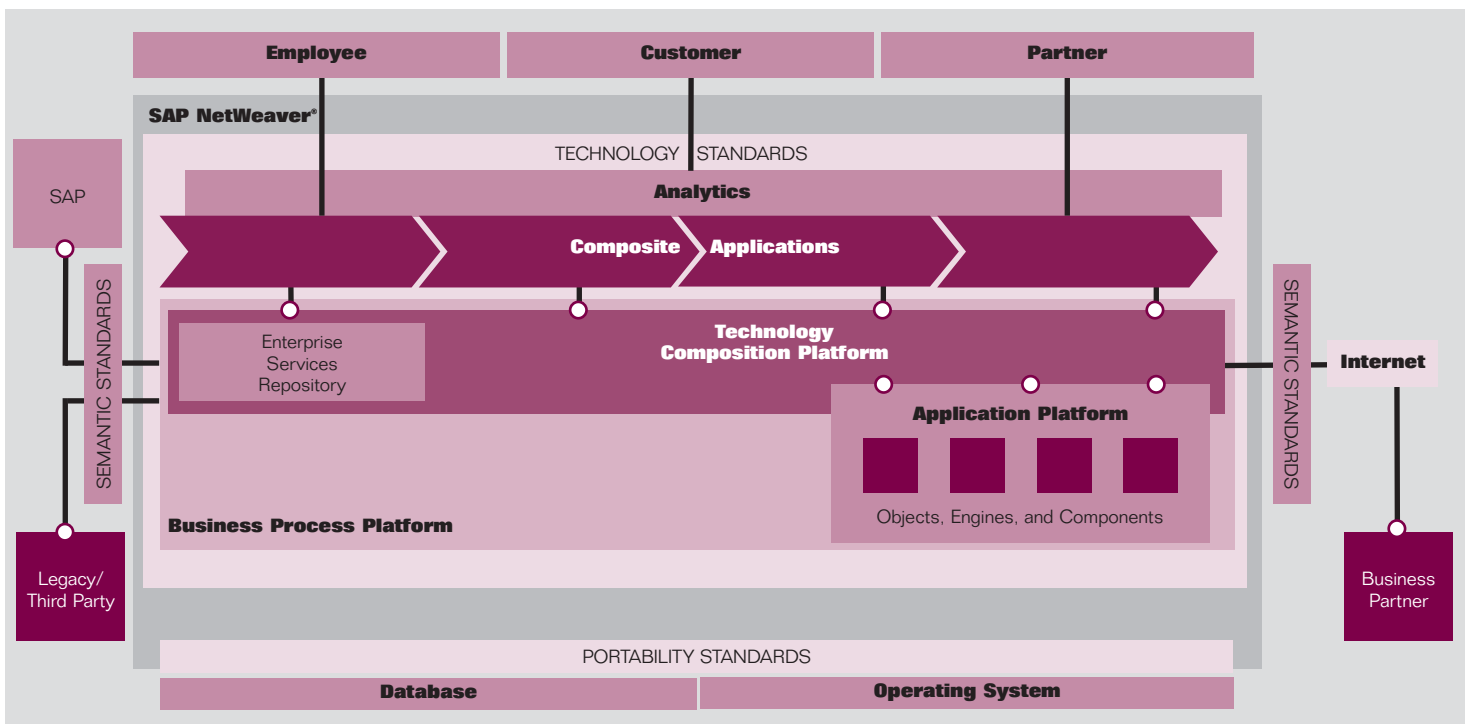 Employee
Customer
Partner
SAP NetWeaver®
TECHNOLOGY STANDARDS
Analytics
SAP
Composite Applications
SEMANTIC STANDARDS
Enterprise
Services
Repository
Technology
Composition Platform
SEMANTIC STANDARDS
Internet
Application Platform
Objects, Engines, and Components
Business Process Platform
Legacy/
Third Party
Business
Partner
PORTABILITY STANDARDS
Database
Operating System